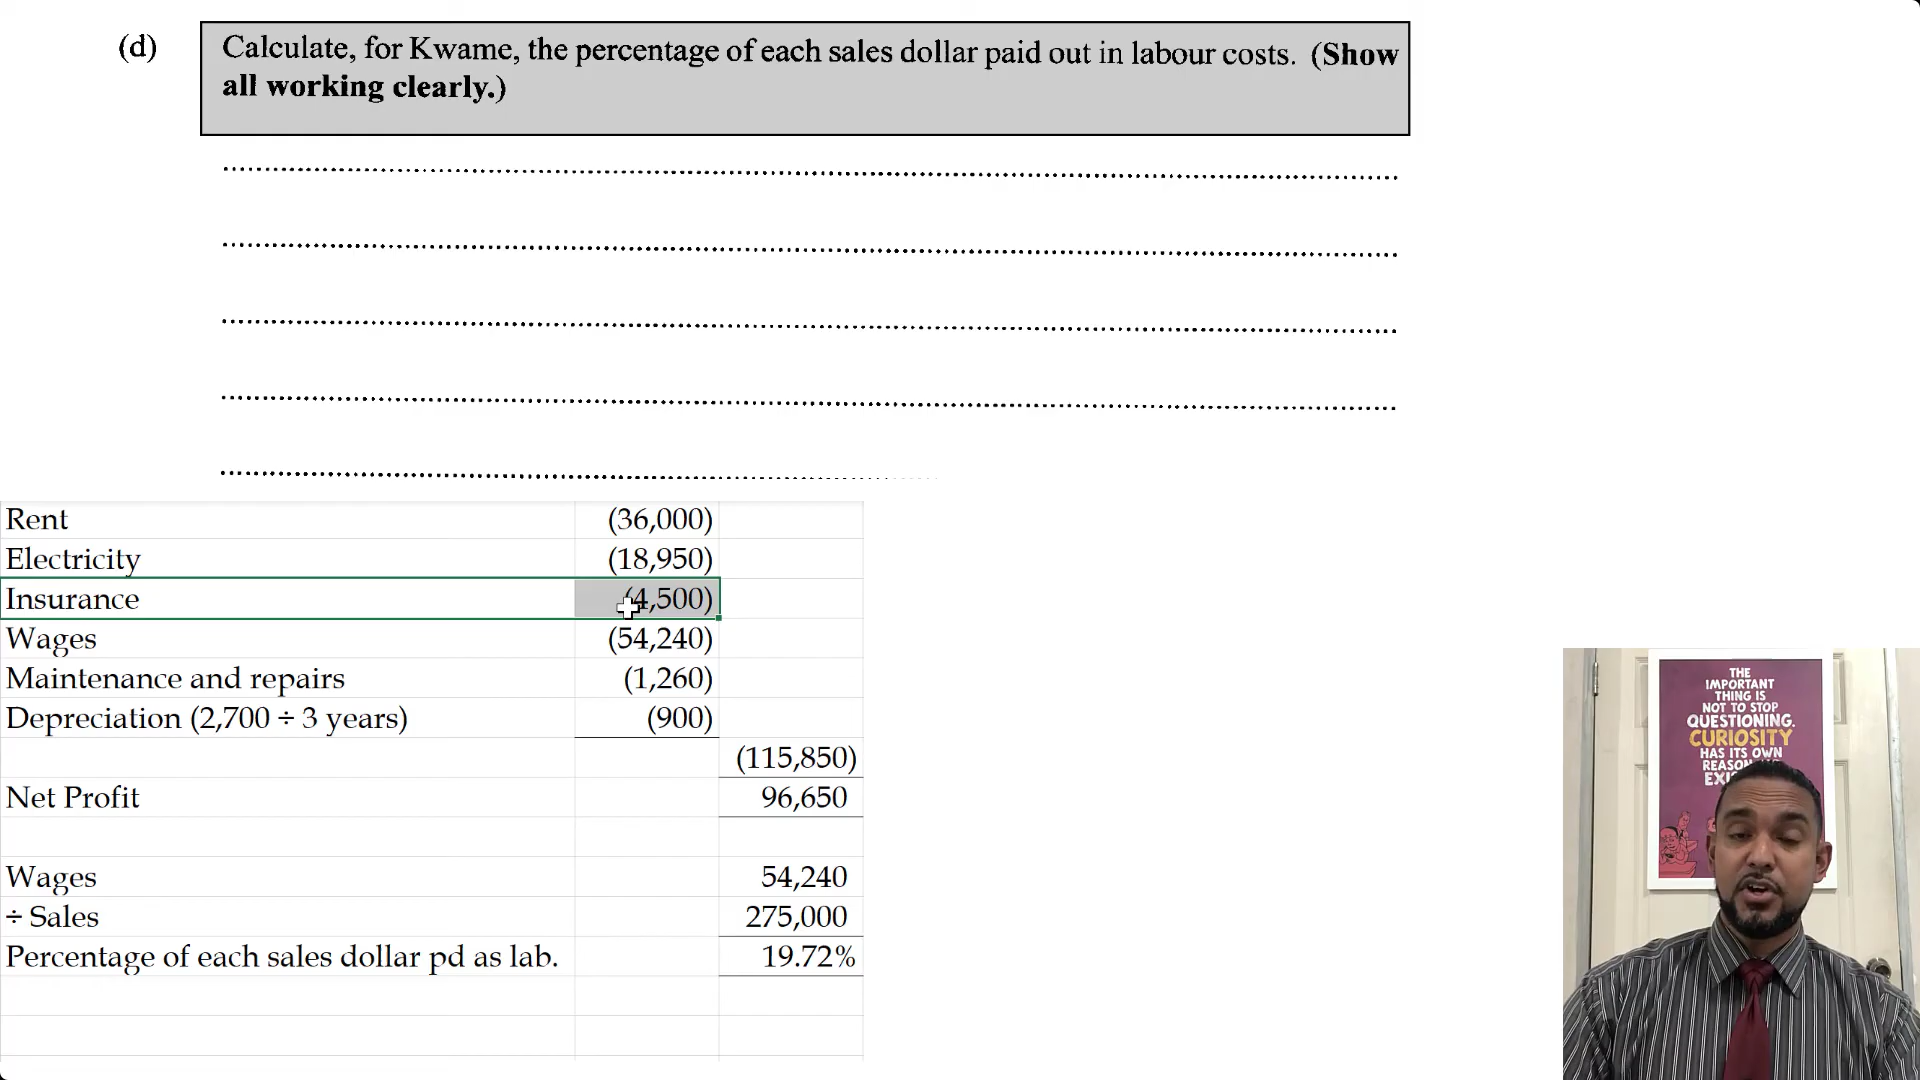 (d)
Calculate, for Kwame, the percentage of each sales dollar paid out in labour costs. (Show
all working clearly.)
Rent (36,000)
Electricity (18,950)
Insurance (4,500)
Wages (54,240)
Maintenance and repairs (1,260)
Depreciation (2,700 ÷ 3 years) (900)
(115,850)
Net Profit 96,650
Wages 54,240
÷ Sales 275,000
Percentage of each sales dollar pd as lab. 19.72%
THE
IMPORTANT
THING IS
NOT TO STOP
QUESTIONING.
CURIOSITY
HAS ITS OWN
REASON